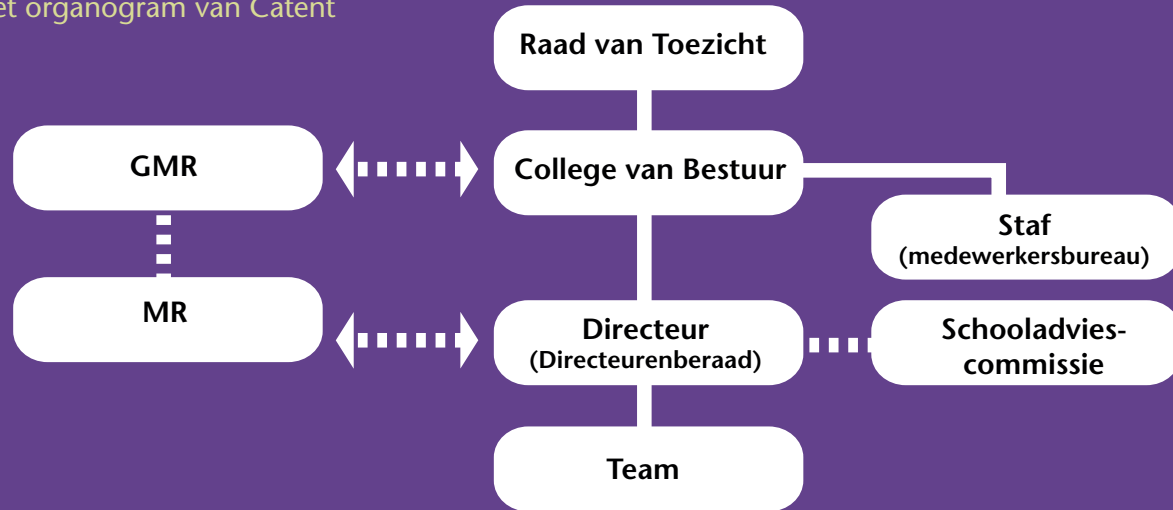 et organogram van Catent
Raad van Toezicht
GMR
College van Bestuur
Staf
(medewerkersbureau)
MR
Directeur
(Directeurenberaad)
Schooladvies-
commissie
Team